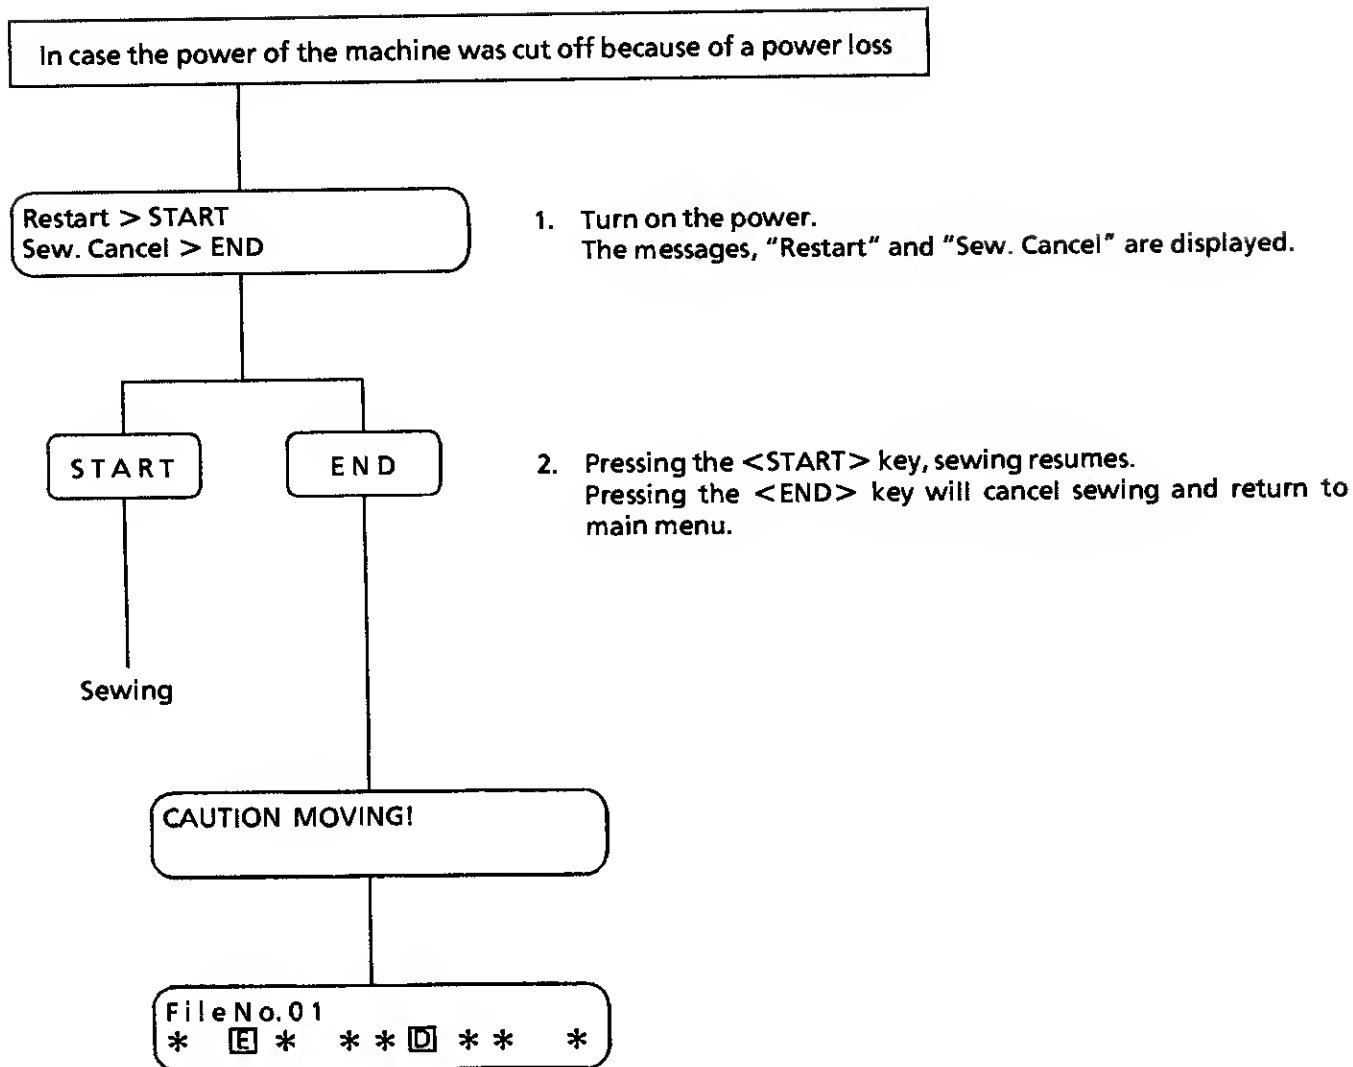 In case the power of the machine was cut off because of a power loss
Restart > START
Sew. Cancel > END
1. Turn on the power.
The messages, "Restart" and "Sew. Cancel" are displayed.
START
END
2. Pressing the <START> key, sewing resumes.
Pressing the <END> key will cancel sewing and return to
main menu.
Sewing
CAUTION MOVING!
FileNo.01
* E * * * D * * *